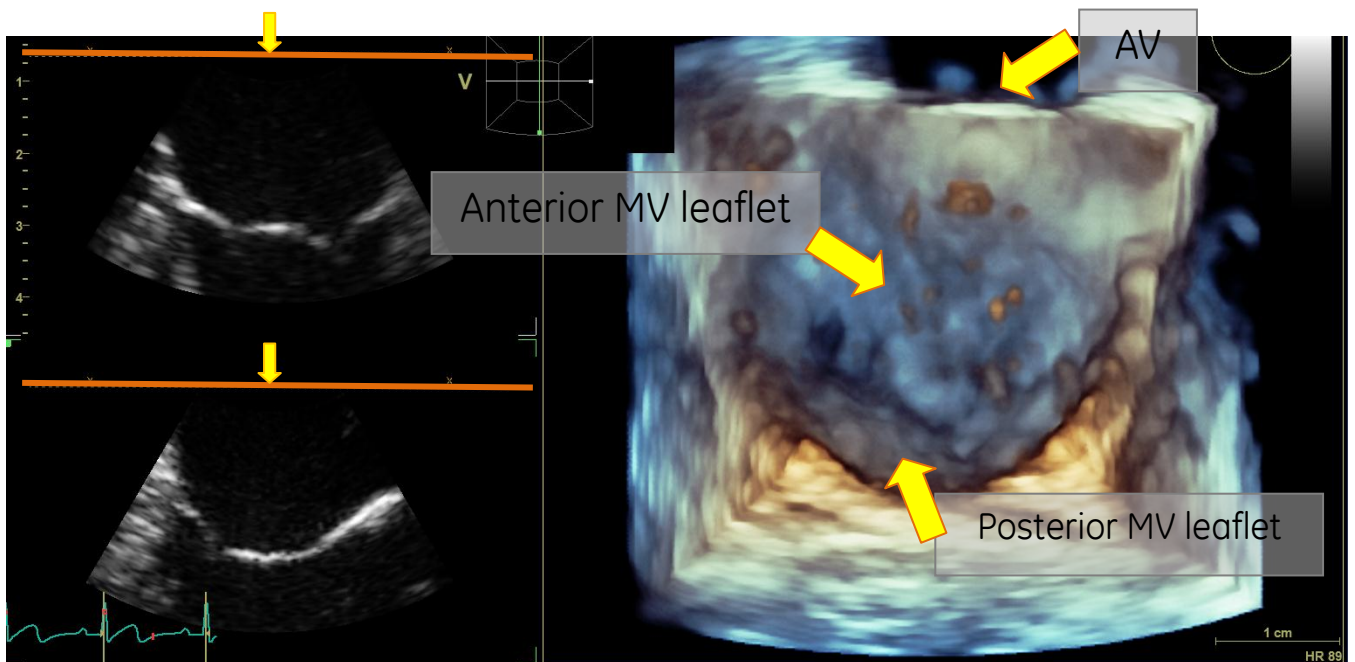 AV
1
V
2
Anterior MV leaflet
3
4
Posterior MV leaflet
1 cm
HR 89